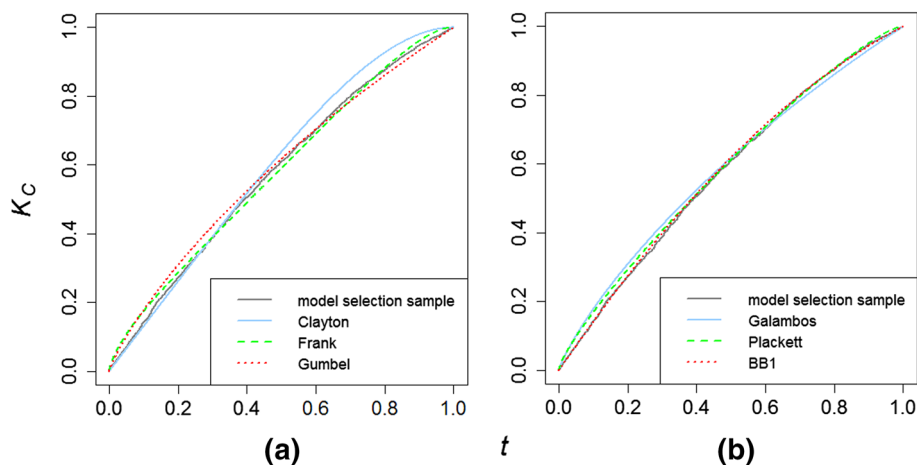 K_C
1.0
0.8
0.6
0.4
0.2
0.0
model selection sample
Clayton
Frank
Gumbel
0.0 0.2 0.4 0.6 0.8 1.0
(a)
1.0
0.8
0.6
0.4
0.2
0.0
model selection sample
Galambos
Plackett
BB1
0.0 0.2 0.4 0.6 0.8 1.0
t
(b)